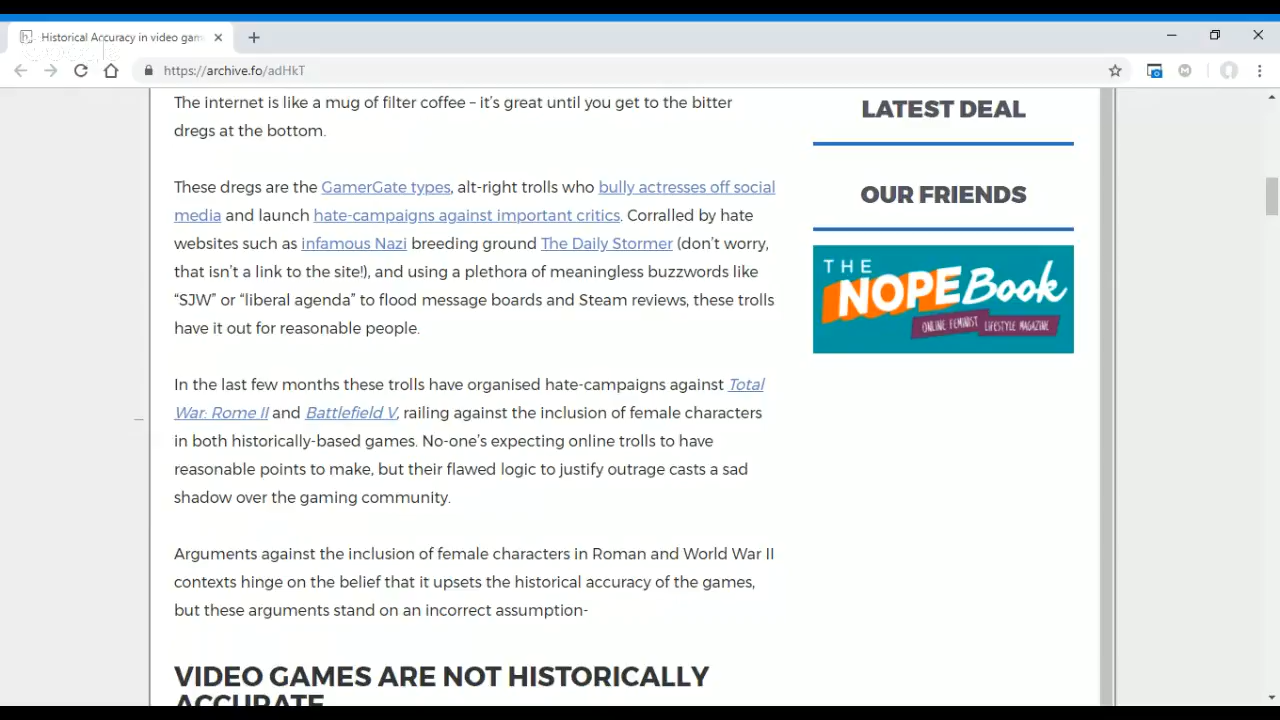 Historical Accuracy in video gam
https://archive.fo/adHkT
The internet is like a mug of filter coffee – it’s great until you get to the bitter
dregs at the bottom.
These dregs are the GamerGate types, alt-right trolls who bully actresses off social
media and launch hate-campaigns against important critics. Corralled by hate
websites such as infamous Nazi breeding ground The Daily Stormer (don’t worry,
that isn’t a link to the site!), and using a plethora of meaningless buzzwords like
“SJW” or “liberal agenda” to flood message boards and Steam reviews, these trolls
have it out for reasonable people.
In the last few months these trolls have organised hate-campaigns against Total
War: Rome II and Battlefield V, railing against the inclusion of female characters
in both historically-based games. No-one’s expecting online trolls to have
reasonable points to make, but their flawed logic to justify outrage casts a sad
shadow over the gaming community.
Arguments against the inclusion of female characters in Roman and World War II
contexts hinge on the belief that it upsets the historical accuracy of the games,
but these arguments stand on an incorrect assumption-
VIDEO GAMES ARE NOT HISTORICALLY
ACCURATE
LATEST DEAL
OUR FRIENDS
THE
NOPE Book
ONLINE FEMINIST LIFESTYLE MAGAZINE